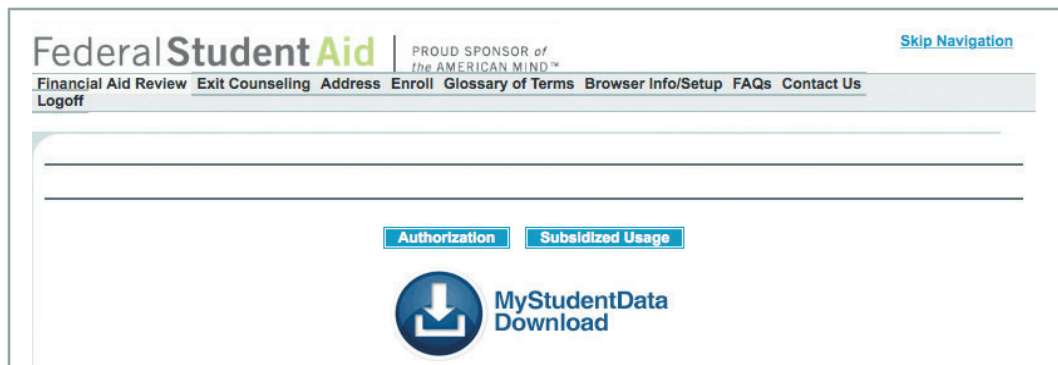 Federal Student Aid
PROUD SPONSOR of
the AMERICAN MIND™
Skip Navigation
Financial Aid Review Exit Counseling Address Enroll Glossary of Terms Browser Info/Setup FAQs Contact Us
Logoff
Authorization Subsidized Usage
MyStudentData
Download